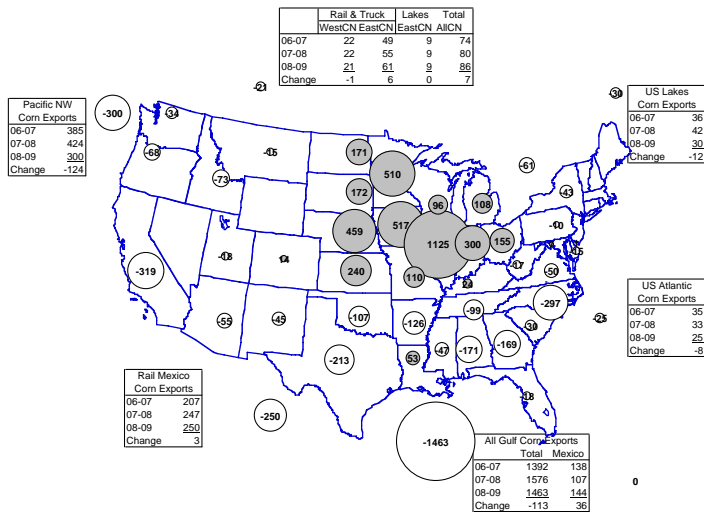 Rail & Truck Lakes Total
WestCN EastCN EastCN AllCN
06-07 22 49 9 74
07-08 22 55 9 80
08-09 21 61 9 86
Change -1 6 0 7
-21
-30
Pacific NW
Corn Exports
06-07 385
07-08 424
08-09 300
Change -124
US Lakes
Corn Exports
06-07 36
07-08 42
08-09 30
Change -12
-300
-34
-68
-15
-73
171
510
-61
172
96
108
-43
459
517
1125
300
155
-10
-15
-319
-18
14
240
110
24
-17
-50
-55
-45
-107
-126
-99
-297
-30
-25
US Atlantic
Corn Exports
06-07 35
07-08 33
08-09 25
Change -8
-213
53
-47
-171
-169
-18
Rail Mexico
Corn Exports
06-07 207
07-08 247
08-09 250
Change 3
-250
-1463
All Gulf Corn Exports
Total Mexico
06-07 1392 138
07-08 1576 107
08-09 1463 144
Change -113 36
0